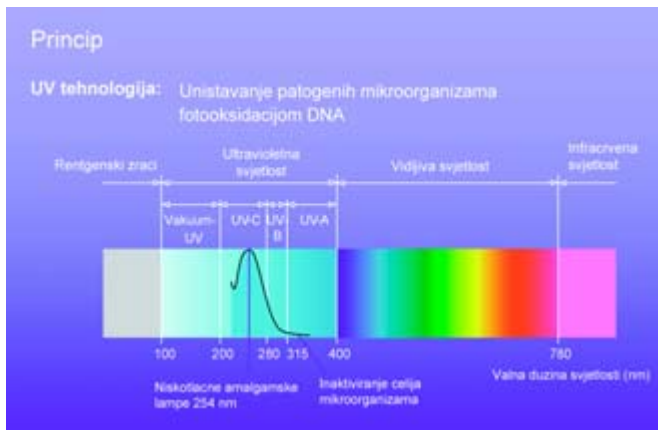 Princip
UV tehnologija: Unistavanje patogenih mikroorganizama
fotooksidacijom DNA
Rentgenski zraci
Ultravioletna
svjetlost
Vidljiva svjetlost
Infracrvena
svjetlost
Vakuum-
UV
UV-C
UV-
B
UV-A
100
200
280
315
400
780
Valna duzina svjetlosti (nm)
Niskotlacne amalgamske
lampe 254 nm
Inaktiviranje celija
mikroorganizama